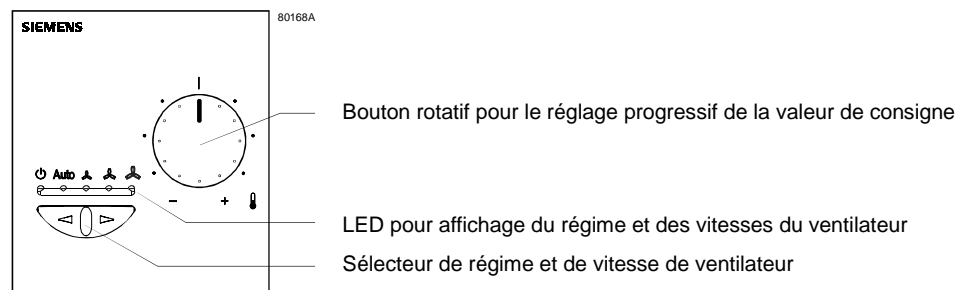 80168A
SIEMENS
Bouton rotatif pour le réglage progressif de la valeur de consigne
Auto
− +
LED pour affichage du régime et des vitesses du ventilateur
Sélecteur de régime et de vitesse de ventilateur